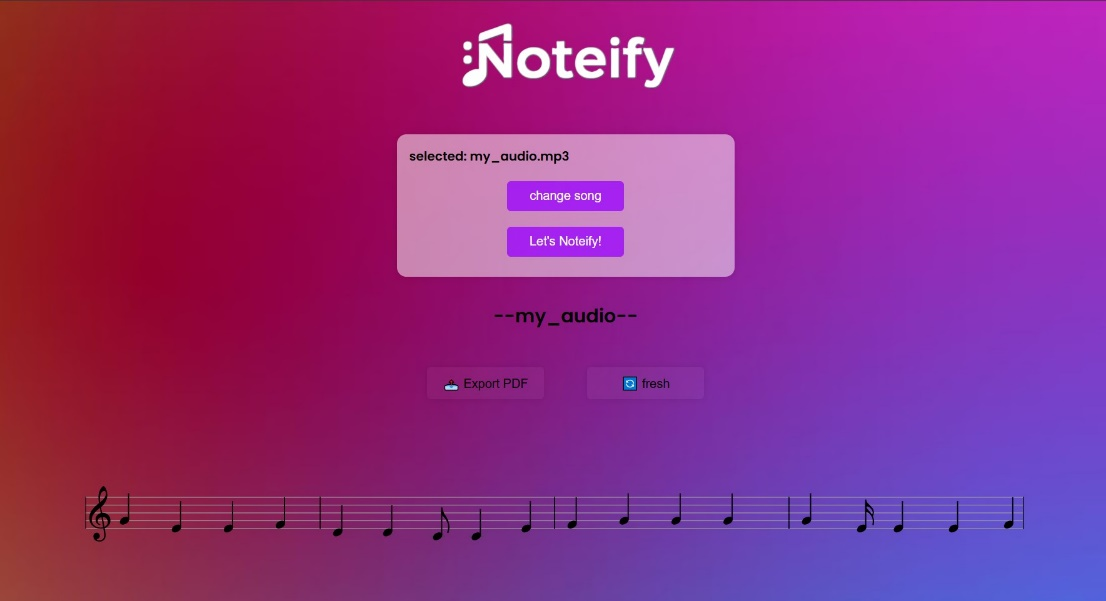 Noteify
selected: my_audio.mp3
change song
Let's Noteify!
--my_audio--
Export PDF
fresh